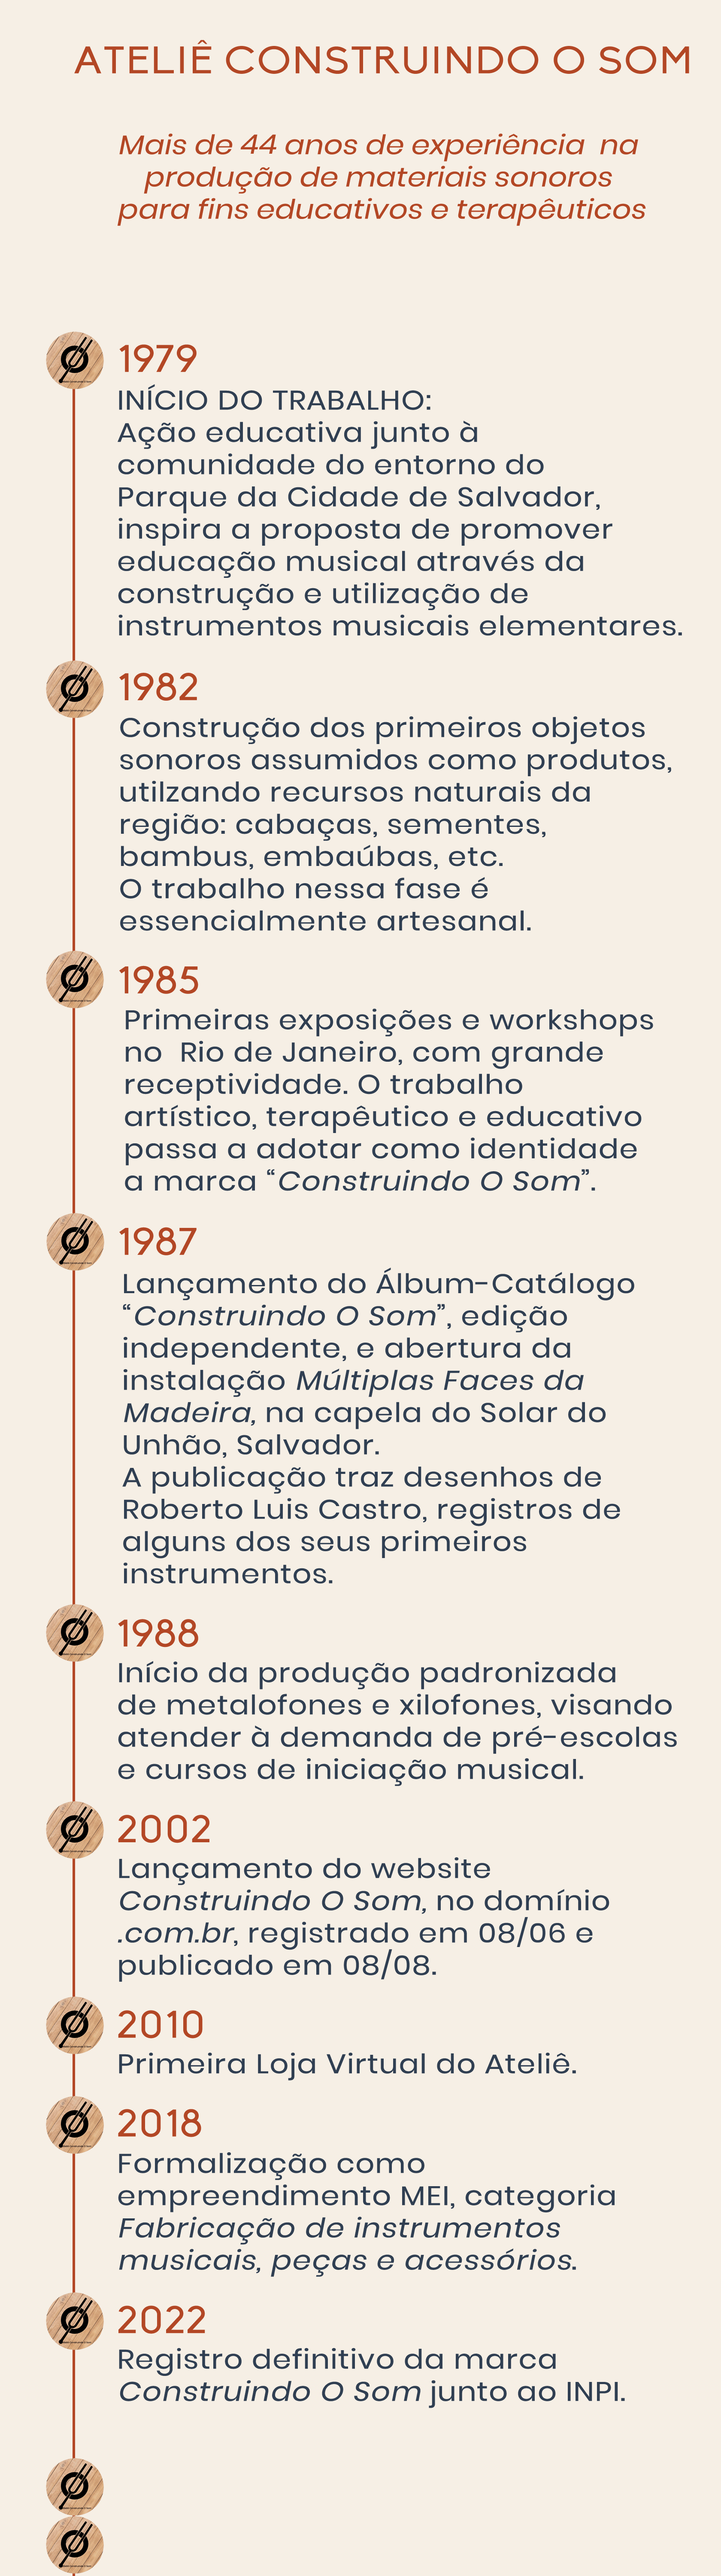 ATELIÊ CONSTRUINDO O SOM
Mais de 44 anos de experiência na
produção de materiais sonoros
para fins educativos e terapêuticos
1979
INÍCIO DO TRABALHO:
Ação educativa junto à
comunidade do entorno do
Parque da Cidade de Salvador,
inspira a proposta de promover
educação musical através da
construção e utilização de
instrumentos musicais elementares.
1982
Construção dos primeiros objetos
sonoros assumidos como produtos,
utilzando recursos naturais da
região: cabaças, sementes,
bambus, embaúbas, etc.
O trabalho nessa fase é
essencialmente artesanal.
1985
Primeiras exposições e workshops
no Rio de Janeiro, com grande
receptividade. O trabalho
artístico, terapêutico e educativo
passa a adotar como identidade
a marca “Construindo O Som”.
1987
Lançamento do Álbum-Catálogo
“Construindo O Som”, edição
independente, e abertura da
instalação Múltiplas Faces da
Madeira, na capela do Solar do
Unhão, Salvador.
A publicação traz desenhos de
Roberto Luis Castro, registros de
alguns dos seus primeiros
instrumentos.
1988
Início da produção padronizada
de metalofones e xilofones, visando
atender à demanda de pré-escolas
e cursos de iniciação musical.
2002
Lançamento do website
Construindo O Som, no domínio
.com.br, registrado em 08/06 e
publicado em 08/08.
2010
Primeira Loja Virtual do Ateliê.
2018
Formalização como
empreendimento MEI, categoria
Fabricação de instrumentos
musicais, peças e acessórios.
2022
Registro definitivo da marca
Construindo O Som junto ao INPI.